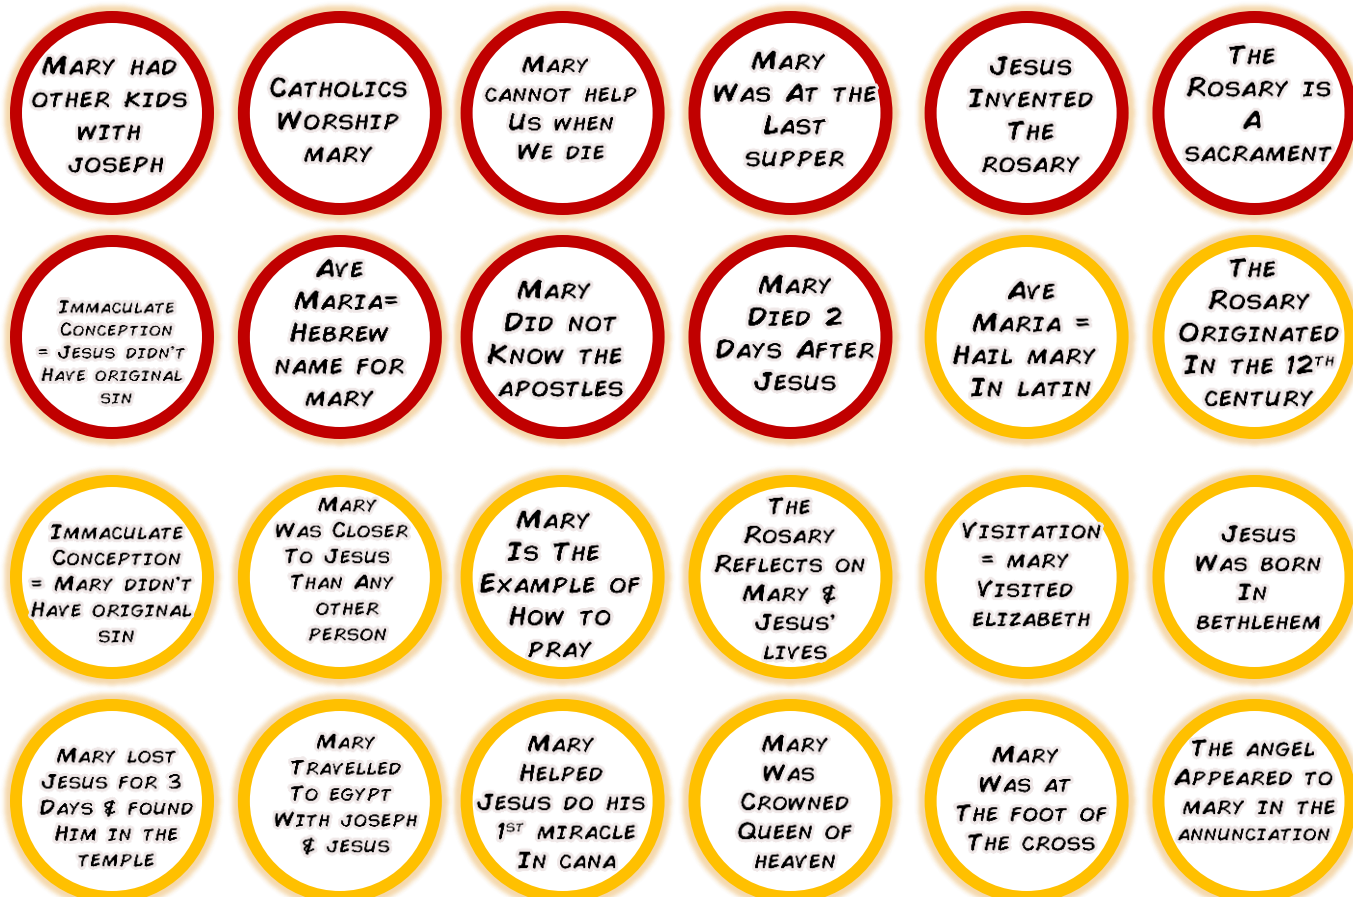 Mary had
other kids
with
Joseph
Catholics
Worship
Mary
Mary
cannot help
Us when
We die
Mary
Was At the
Last
supper
Jesus
Invented
The
rosary
The
Rosary is
A
sacrament
Immaculate
Conception
= Jesus didn't
Have original
sin
Ave
Maria=
Hebrew
name for
Mary
Mary
Did not
Know the
apostles
Mary
Died 2
Days After
Jesus
Ave
Maria =
Hail mary
In Latin
The
Rosary
Originated
In the 12th
century
Immaculate
Conception
= Mary didn't
Have original
sin
Mary
Was Closer
To Jesus
Than Any
other
person
Mary
Is The
Example of
How to
pray
The
Rosary
Reflects on
Mary &
Jesus'
lives
Visitation
= mary
Visited
elizabeth
Jesus
Was born
In
bethlehem
Mary lost
Jesus for 3
Days & found
Him in the
temple
Mary
Travelled
To egypt
With joseph
& jesus
Mary
Helped
Jesus do his
1st miracle
In cana
Mary
Was
Crowned
Queen of
heaven
Mary
Was at
The foot of
The cross
The angel
Appeared to
mary in the
annunciation